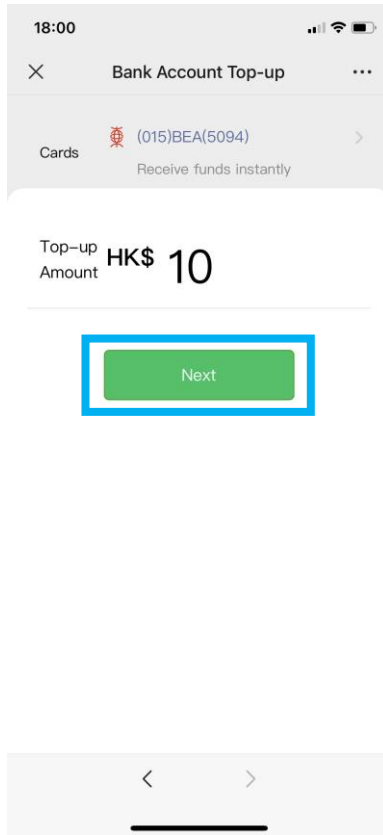 18:00
Bank Account Top-up
Cards
(015)BEA(5094)
Receive funds instantly
Top-up
Amount
HK$ 10
Next